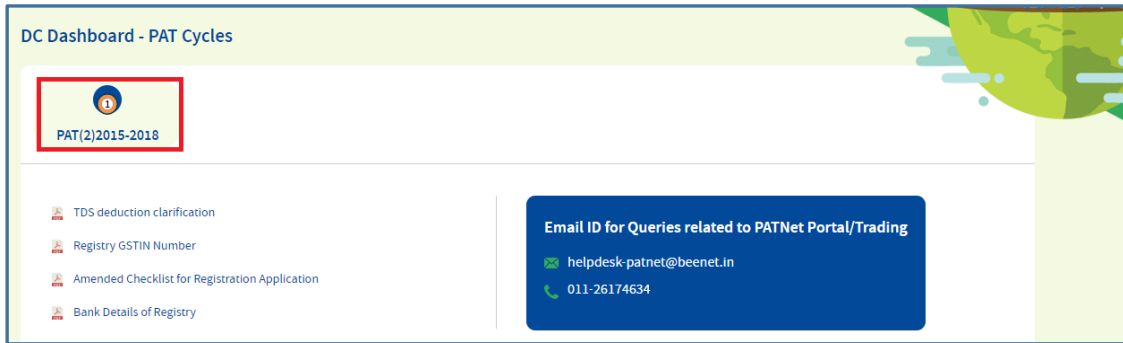 DC Dashboard - PAT Cycles
1
PAT(2)2015-2018
TDS deduction clarification
Registry GSTIN Number
Amended Checklist for Registration Application
Bank Details of Registry
Email ID for Queries related to PATNet Portal/Trading
helpdesk-patnet@beenet.in
011-26174634